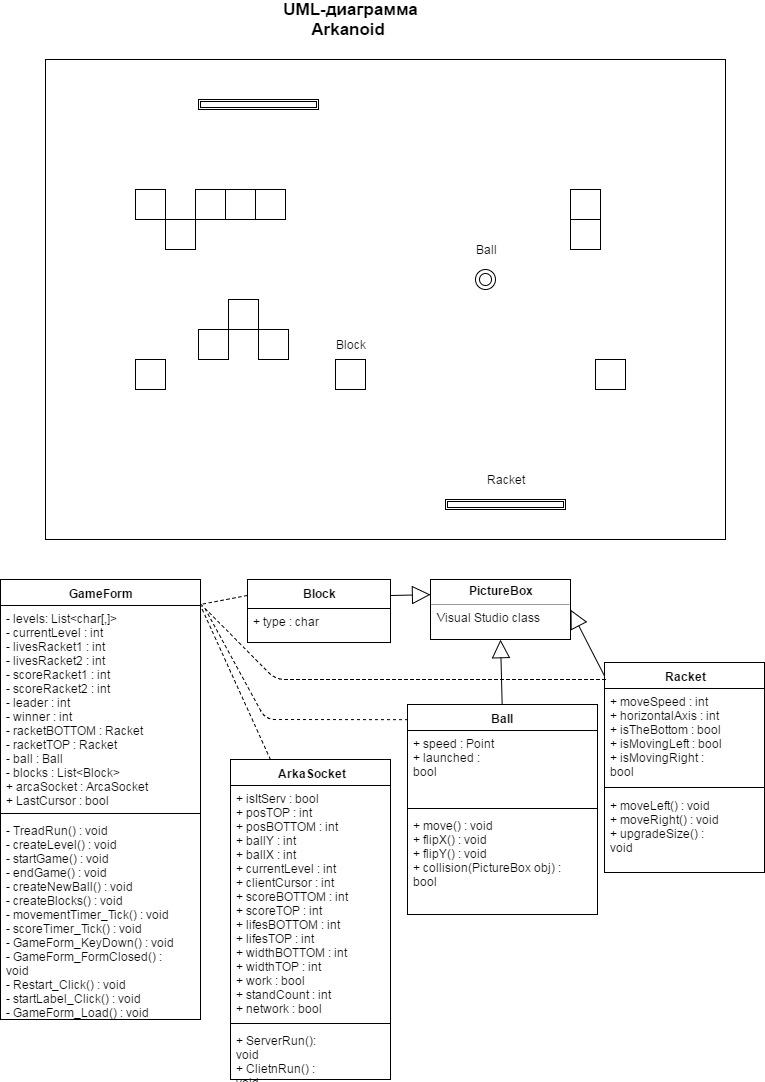 UML-диаграмма
Arkanoid
Ball
Block
Racket
GameForm
- levels: List<char[,]>
- currentLevel : int
- livesRacket1 : int
- livesRacket2 : int
- scoreRacket1 : int
- scoreRacket2 : int
- leader : int
- winner : int
- racketBOTTOM : Racket
- racketTOP : Racket
- ball : Ball
- blocks : List<Block>
+ arcaSocket : ArcaSocket
+ LastCursor : bool
- TreadRun() : void
- createLevel() : void
- startGame() : void
- endGame() : void
- createNewBall() : void
- createBlocks() : void
- movementTimer_Tick() : void
- scoreTimer_Tick() : void
- GameForm_KeyDown() : void
- GameForm_FormClosed() :
void
- Restart_Click() : void
- startLabel_Click() : void
- GameForm_Load() : void
Block
+ type : char
PictureBox
Visual Studio class
Racket
+ moveSpeed : int
+ horizontalAxis : int
+ isTheBottom : bool
+ isMovingLeft : bool
+ isMovingRight :
bool
+ moveLeft() : void
+ moveRight() : void
+ upgradeSize() :
void
Ball
+ speed : Point
+ launched :
bool
+ move() : void
+ flipX() : void
+ flipY() : void
+ collision(PictureBox obj) :
bool
ArkaSocket
+ isItServ : bool
+ posTOP : int
+ posBOTTOM : int
+ ballY : int
+ ballX : int
+ currentLevel : int
+ clientCursor : int
+ scoreBOTTOM : int
+ scoreTOP : int
+ lifesBOTTOM : int
+ lifesTOP : int
+ widthBOTTOM : int
+ widthTOP : int
+ work : bool
+ standCount : int
+ network : bool
+ ServerRun():
void
+ ClietnRun() :
void